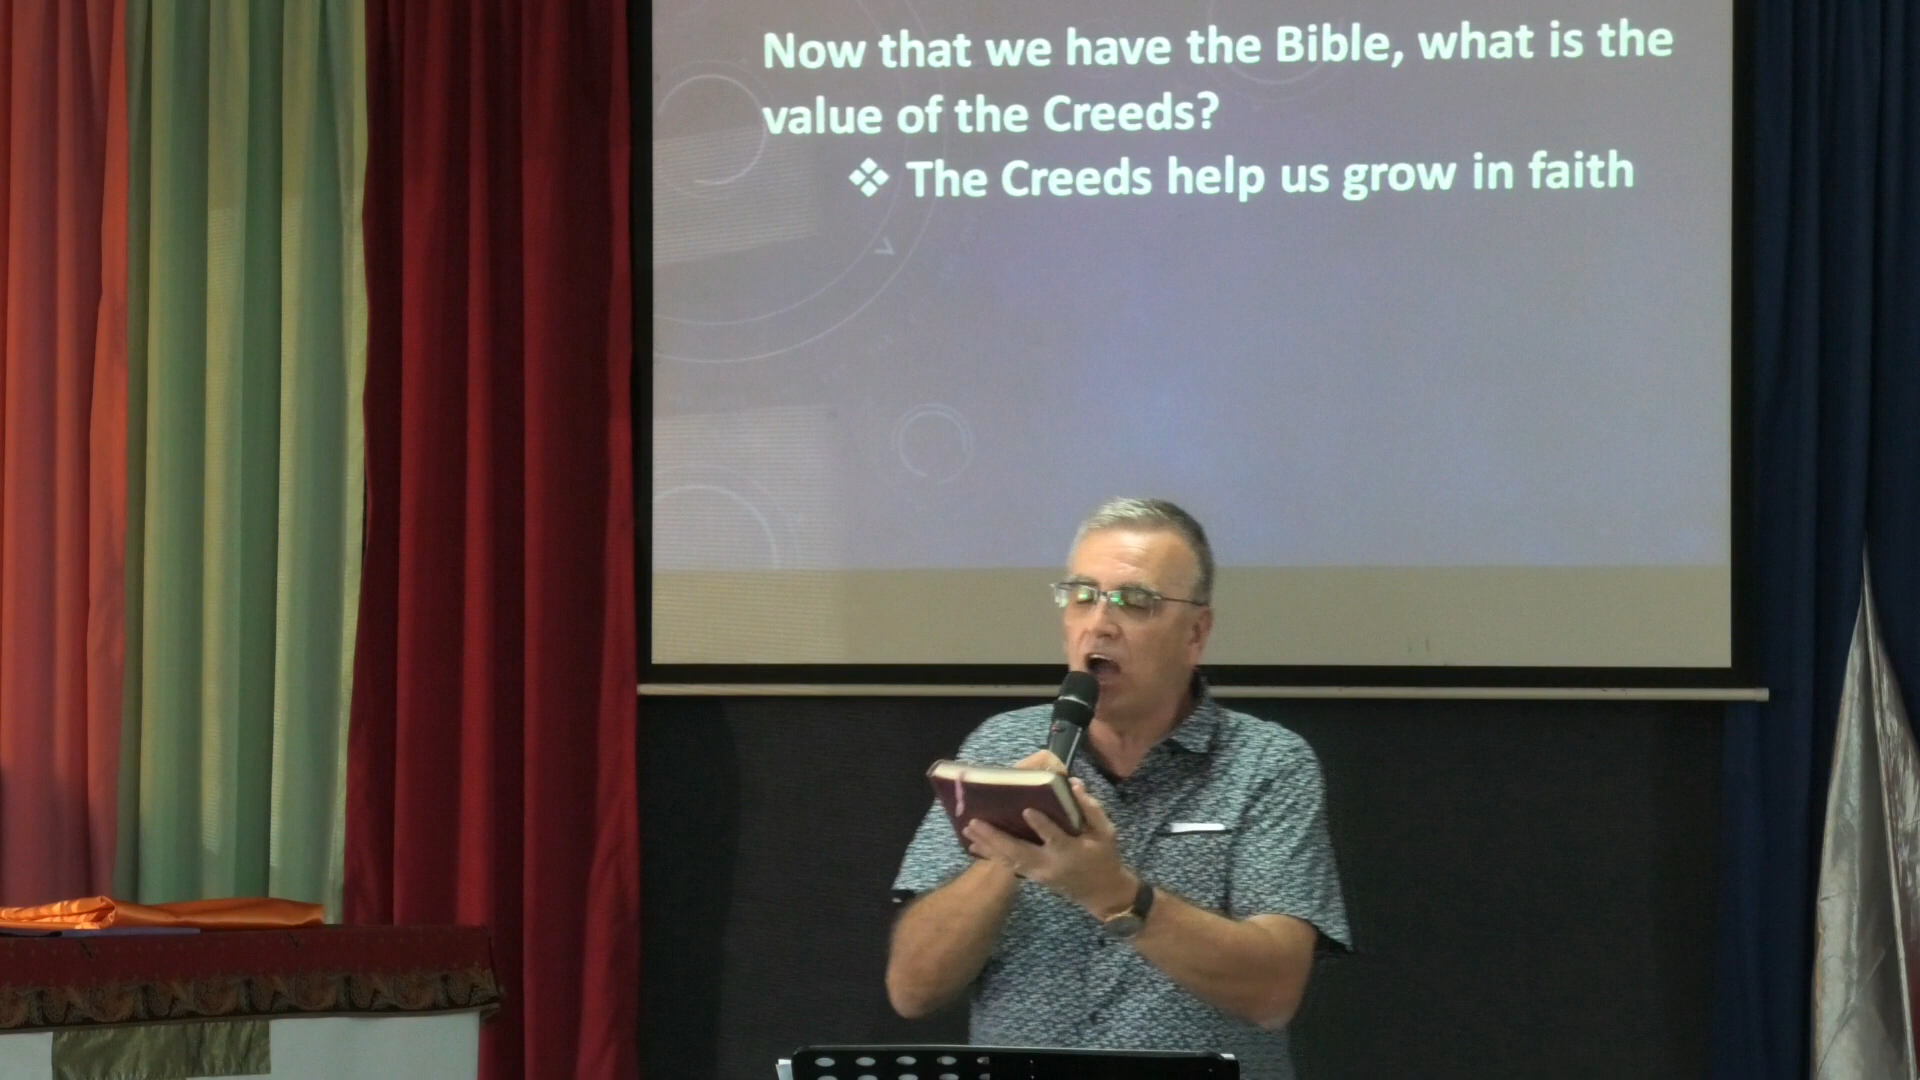 Now that we have the Bible, what is the
value of the Creeds?
❖ The Creeds help us grow in faith